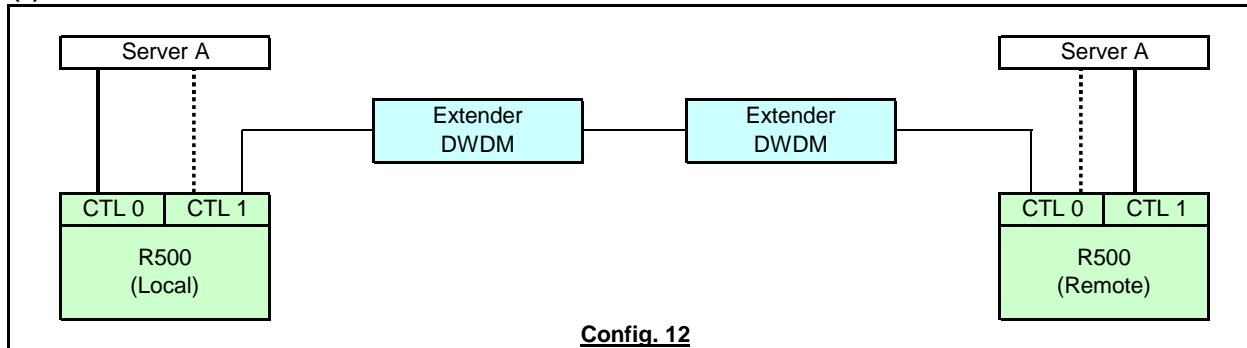 Server A
Server A
Extender
DWDM
Extender
DWDM
CTL 0
CTL 1
CTL 0
CTL 1
R500
(Local)
R500
(Remote)
Config. 12